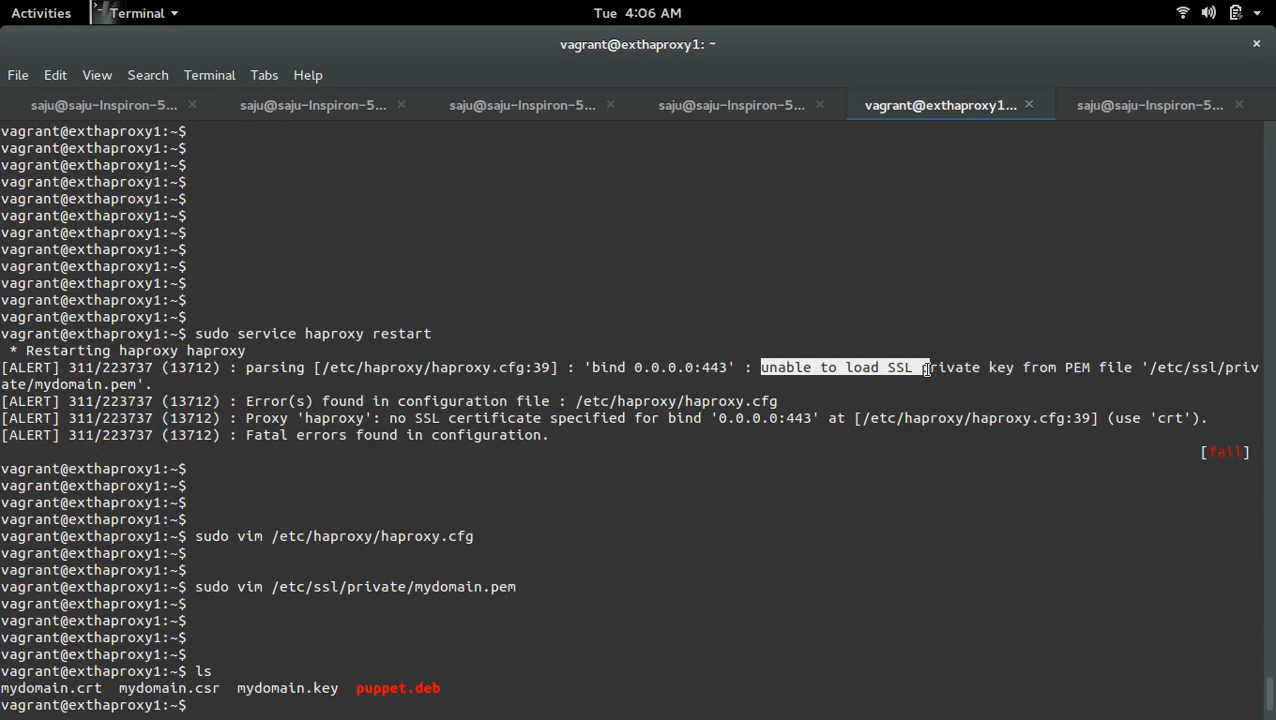 Activities Terminal Tue 4:06 AM
vagrant@exthaproxy1: ~
File Edit View Search Terminal Tabs Help
saju@saju-Inspiron-5... saju@saju-Inspiron-5... saju@saju-Inspiron-5... saju@saju-Inspiron-5... vagrant@exthaproxy1... saju@saju-Inspiron-5...
vagrant@exthaproxy1:~$
vagrant@exthaproxy1:~$
vagrant@exthaproxy1:~$
vagrant@exthaproxy1:~$
vagrant@exthaproxy1:~$
vagrant@exthaproxy1:~$
vagrant@exthaproxy1:~$
vagrant@exthaproxy1:~$
vagrant@exthaproxy1:~$
vagrant@exthaproxy1:~$
vagrant@exthaproxy1:~$
vagrant@exthaproxy1:~$
vagrant@exthaproxy1:~$ sudo service haproxy restart
* Restarting haproxy haproxy
[ALERT] 311/223737 (13712) : parsing [/etc/haproxy/haproxy.cfg:39] : 'bind 0.0.0.0:443' : unable to load SSL private key from PEM file '/etc/ssl/priv
ate/mydomain.pem'.
[ALERT] 311/223737 (13712) : Error(s) found in configuration file : /etc/haproxy/haproxy.cfg
[ALERT] 311/223737 (13712) : Proxy 'haproxy': no SSL certificate specified for bind '0.0.0.0:443' at [/etc/haproxy/haproxy.cfg:39] (use 'crt').
[ALERT] 311/223737 (13712) : Fatal errors found in configuration.
[fail]
vagrant@exthaproxy1:~$
vagrant@exthaproxy1:~$
vagrant@exthaproxy1:~$
vagrant@exthaproxy1:~$
vagrant@exthaproxy1:~$ sudo vim /etc/haproxy/haproxy.cfg
vagrant@exthaproxy1:~$
vagrant@exthaproxy1:~$
vagrant@exthaproxy1:~$ sudo vim /etc/ssl/private/mydomain.pem
vagrant@exthaproxy1:~$
vagrant@exthaproxy1:~$
vagrant@exthaproxy1:~$
vagrant@exthaproxy1:~$
vagrant@exthaproxy1:~$ ls
mydomain.crt mydomain.csr mydomain.key puppet.deb
vagrant@exthaproxy1:~$